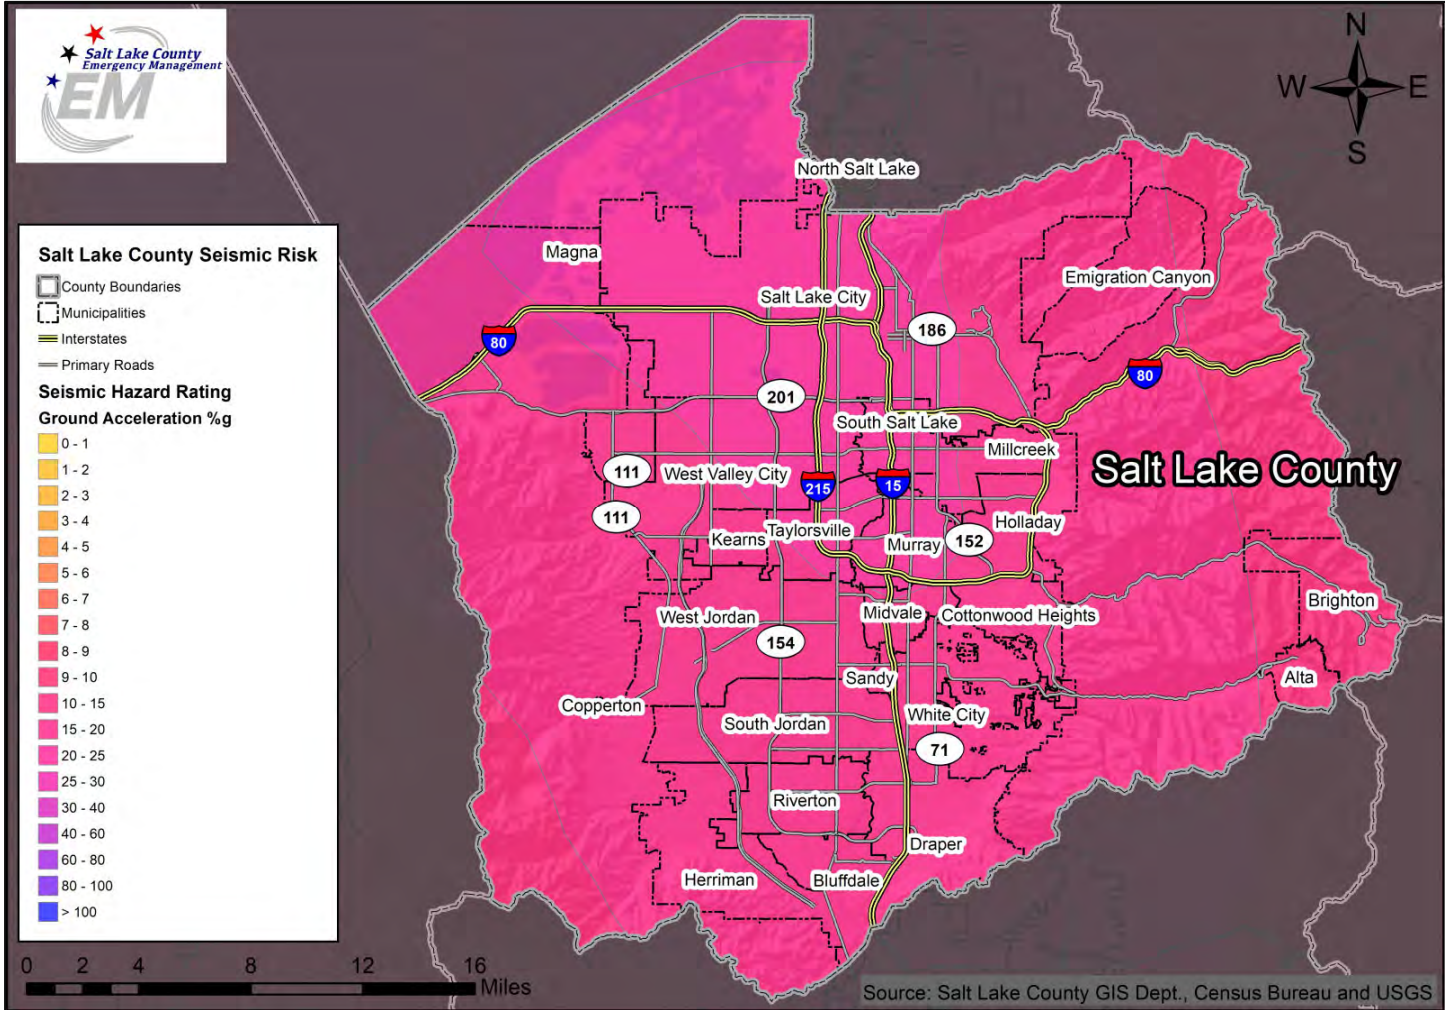 Salt Lake County
Emergency Management
EM
N
W E
S
North Salt Lake
Magna
Emigration Canyon
Salt Lake City
186
80
80
201
South Salt Lake
Millcreek
Salt Lake County
111
West Valley City
215
15
111
Holladay
Taylorsville
Kearns
Murray
152
Brighton
West Jordan
Midvale
Cottonwood Heights
154
Sandy
Alta
Copperton
White City
South Jordan
71
Riverton
Draper
Herriman
Bluffdale
Salt Lake County Seismic Risk
County Boundaries
Municipalities
Interstates
Primary Roads
Seismic Hazard Rating
Ground Acceleration %g
0 - 1
1 - 2
2 - 3
3 - 4
4 - 5
5 - 6
6 - 7
7 - 8
8 - 9
9 - 10
10 - 15
15 - 20
20 - 25
25 - 30
30 - 40
40 - 60
60 - 80
80 - 100
> 100
0 2 4 8 12 16
Miles
Source: Salt Lake County GIS Dept., Census Bureau and USGS